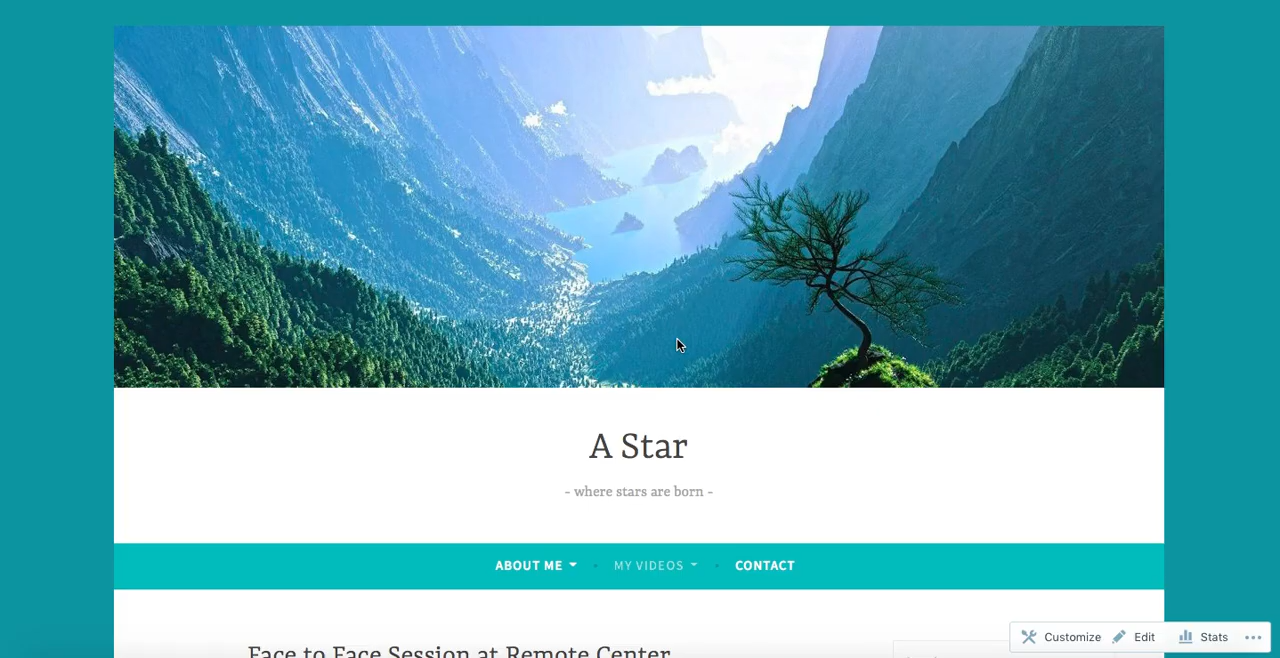 A Star
- where stars are born -
ABOUT ME MY VIDEOS CONTACT
Customize Edit Stats
Face to Face Session at Remote Center